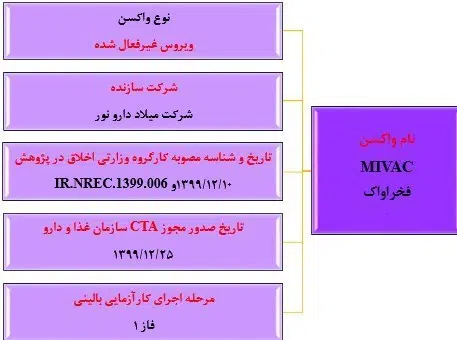 نوع واکسن
ویروس غیرفعال شده
شرکت سازنده
شرکت میلاد دارو نور
تاریخ و شناسه مصوبه کارگروه وزارتی اخلاق در پژوهش
۱۳۹۹/۱۲/۱۰و IR.NREC.1399.006
تاریخ صدور مجوز CTA سازمان غذا و دارو
۱۳۹۹/۱۲/۲۵
مرحله اجرای کارآزمایی بالینی
فاز ۱
نام واکسن
MIVAC
فخراواک